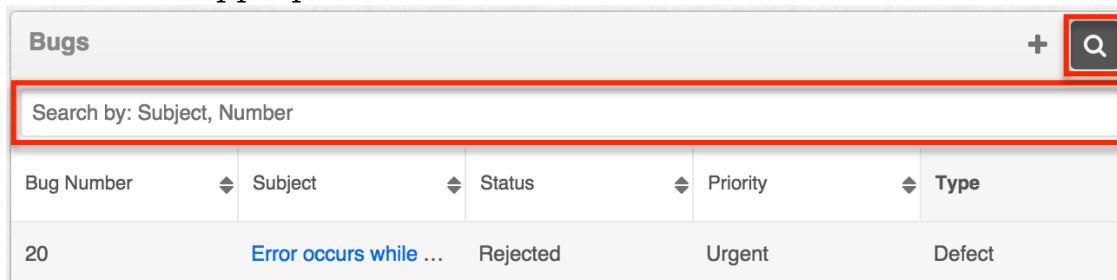 Bugs
Search by: Subject, Number
Bug Number Subject Status Priority Type
20 Error occurs while ... Rejected Urgent Defect